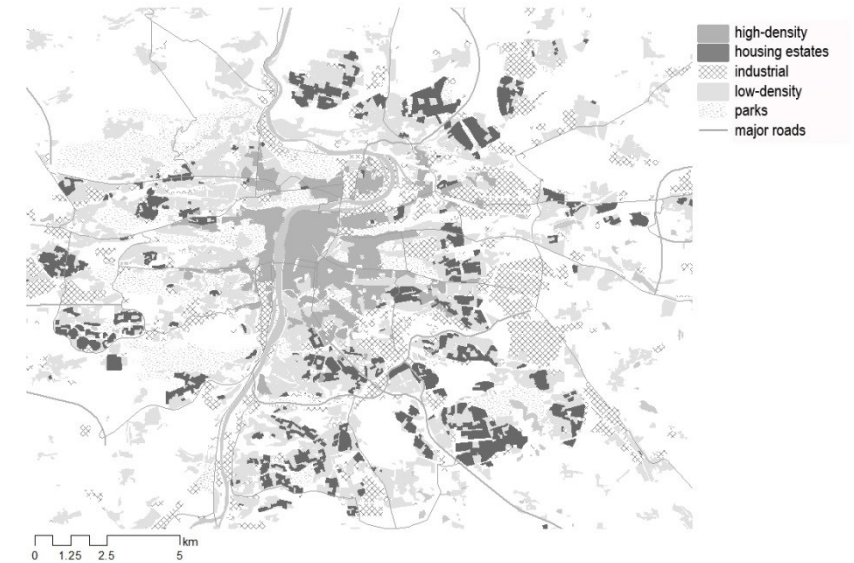 high-density
housing estates
industrial
low-density
parks
major roads
km
0 1.25 2.5 5